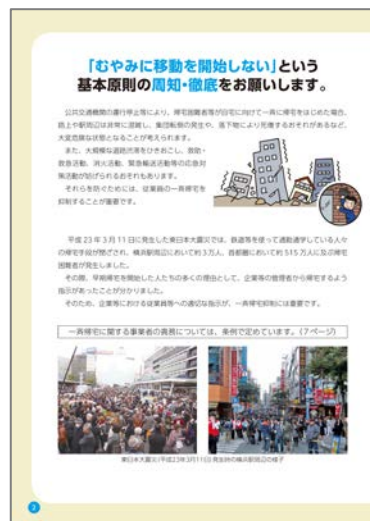 「むやみに移動を開始しない」という
基本原則の周知・徹底をお願いします。
公共交通機関の運行停止等により、帰宅困難者等が自宅に向けて一斉に帰宅をはじめた場合、
路上や駅周辺は非常に混雑し、集団転倒の発生や、落下物により死傷するおそれがあるなど、
大変危険な状態となることが考えられます。
また、大規模な道路渋滞をひきおこし、救助・
救急活動、消火活動、緊急輸送活動等の応急対
策活動が妨げられるおそれもあります。
それらを防ぐためには、従業員の一斉帰宅を
抑制することが重要です。
平成 23 年 3 月 11 日に発生した東日本大震災では、鉄道等を使って通勤通学している人々
の帰宅手段が閉ざされ、横浜駅周辺において約3万人、首都圏において約 515 万人に及ぶ帰宅
困難者が発生しました。
その際、早期帰宅を開始した人たちの多くの理由として、企業等の管理者から帰宅するよう
指示があったことが分かりました。
そのため、企業等における従業員等への適切な指示が、一斉帰宅抑制には重要です。
一斉帰宅に関する事業者の責務については、条例で定めています。(7ページ)
東日本大震災(平成23年3月11日)発生時の横浜駅周辺の様子
2